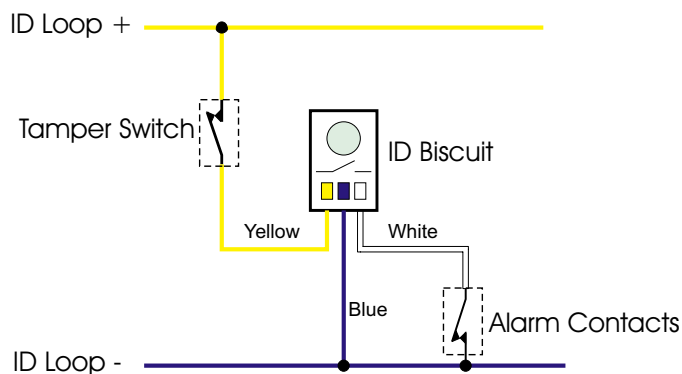 ID Loop +
Tamper Switch
ID Biscuit
Yellow
White
Blue
Alarm Contacts
ID Loop -